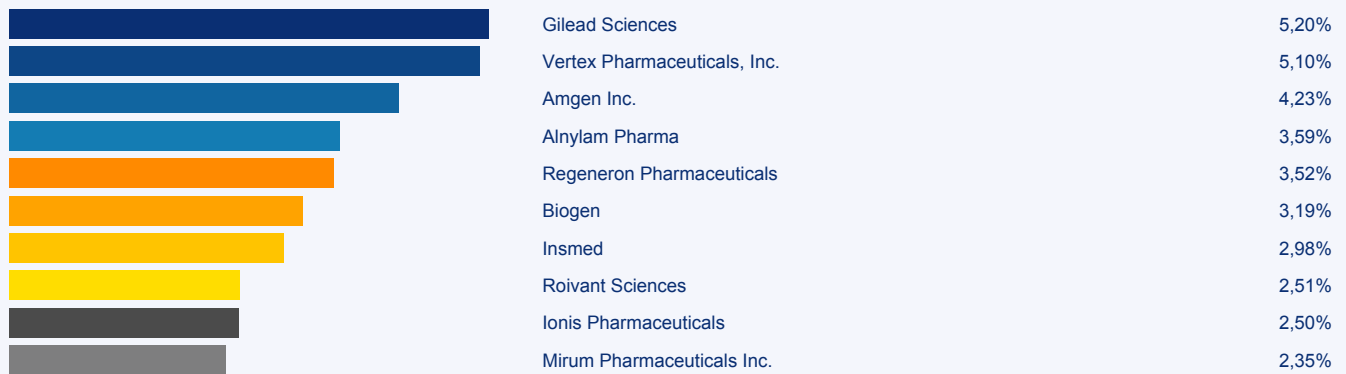 Gilead Sciences 5,20%
Vertex Pharmaceuticals, Inc. 5,10%
Amgen Inc. 4,23%
Alnylam Pharma 3,59%
Regeneron Pharmaceuticals 3,52%
Biogen 3,19%
Insmed 2,98%
Roivant Sciences 2,51%
Ionis Pharmaceuticals 2,50%
Mirum Pharmaceuticals Inc. 2,35%